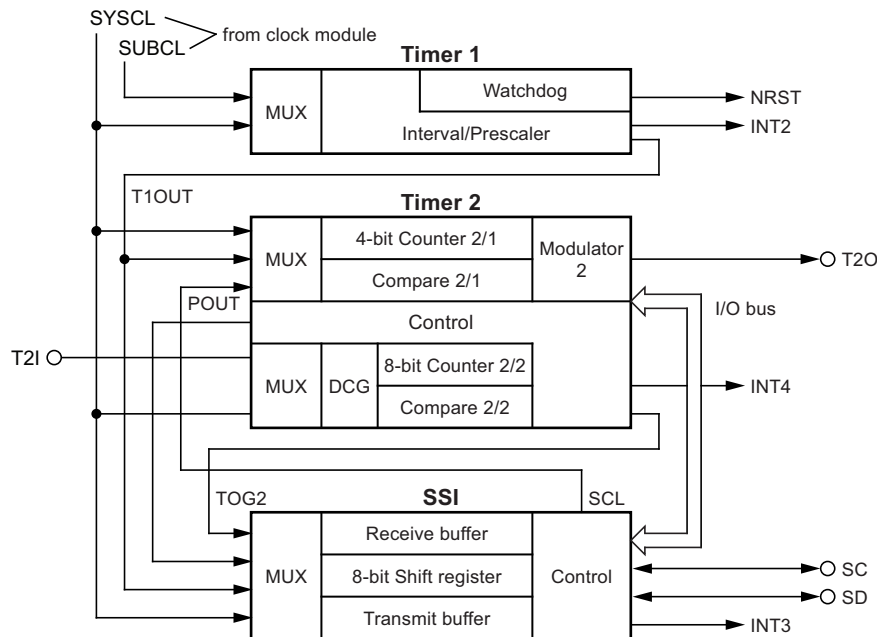 SYSCL
SUBCL
from clock module
Timer 1
MUX
Watchdog
Interval/Prescaler
NRST
INT2
T1OUT
Timer 2
MUX
4-bit Counter 2/1
Compare 2/1
Modulator
2
T2O
POUT
Control
I/O bus
T2I
MUX
DCG
8-bit Counter 2/2
Compare 2/2
INT4
TOG2
SSI
SCL
MUX
Receive buffer
8-bit Shift register
Transmit buffer
Control
SC
SD
INT3